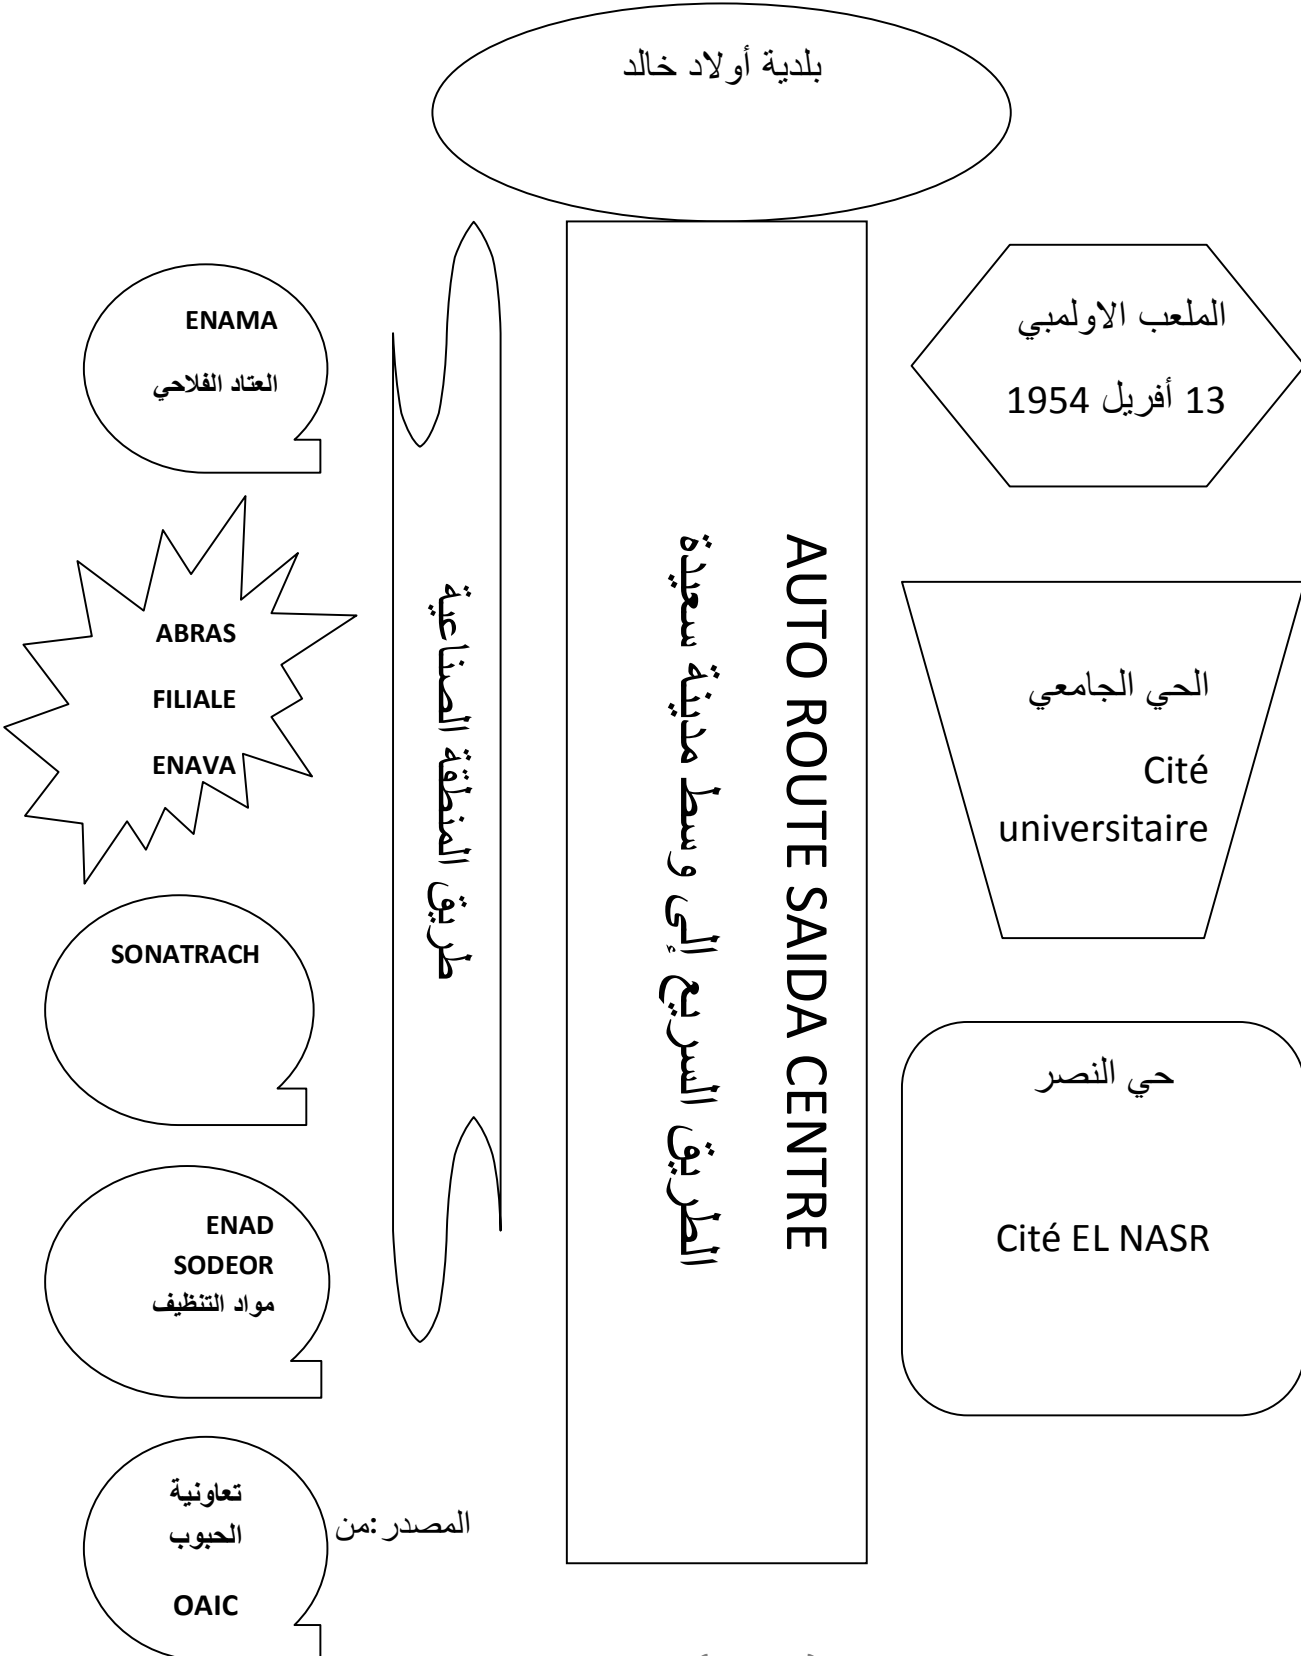 بلدية أولاد خالد
الملعب الاولمبي
13 أفريل 1954
الحي الجامعي
Cité
universitaire
حي النصر
Cité EL NASR
AUTO ROUTE SAIDA CENTRE
الطريق السريع إلى وسط مدينة سعيدة
طريق المنطقة الصناعية
ENAMA
العتاد الفلاحي
ABRAS
FILIALE
ENAVA
SONATRACH
ENAD
SODEOR
مواد التنظيف
تعاونية
الحبوب
OAIC
المصدر:من